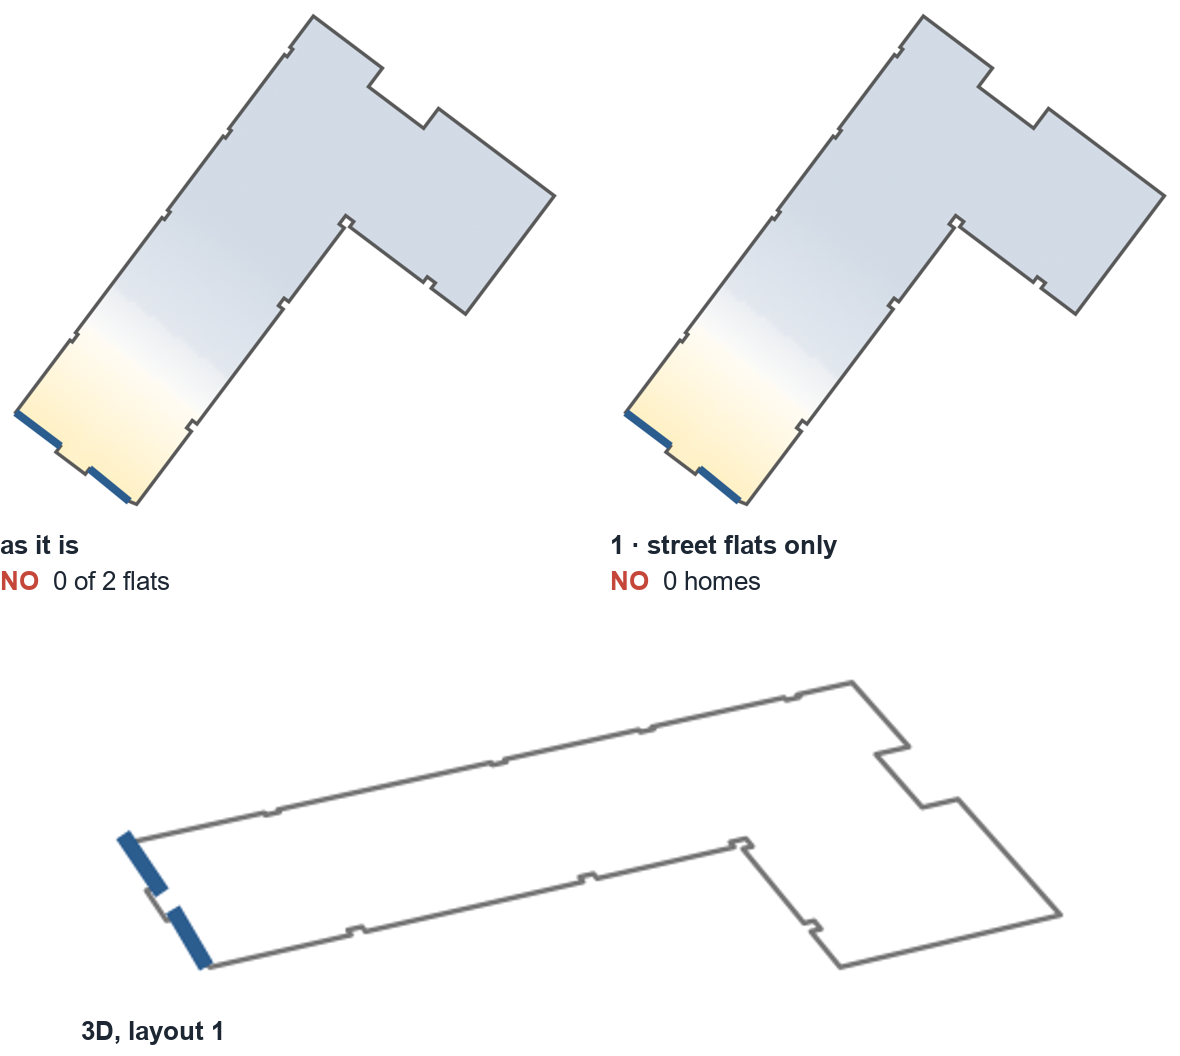 as it is
NO 0 of 2 flats
1 · street flats only
NO 0 homes
3D, layout 1